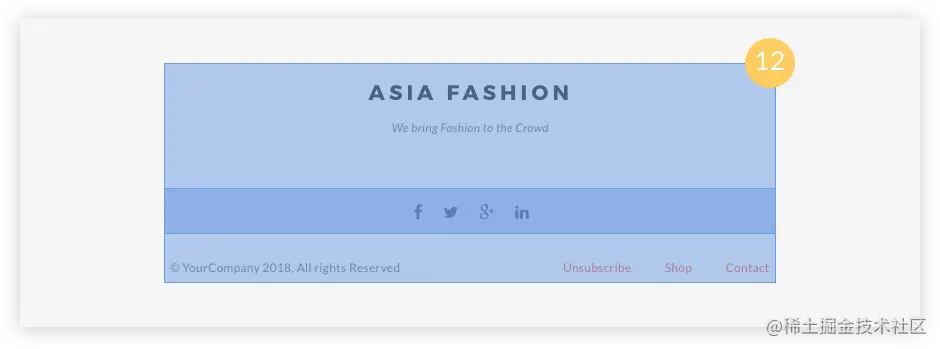 12
ASIA FASHION
We bring Fashion to the Crowd
© YourCompany 2018, All rights Reserved Unsubscribe Shop Contact
@稀土掘金技术社区